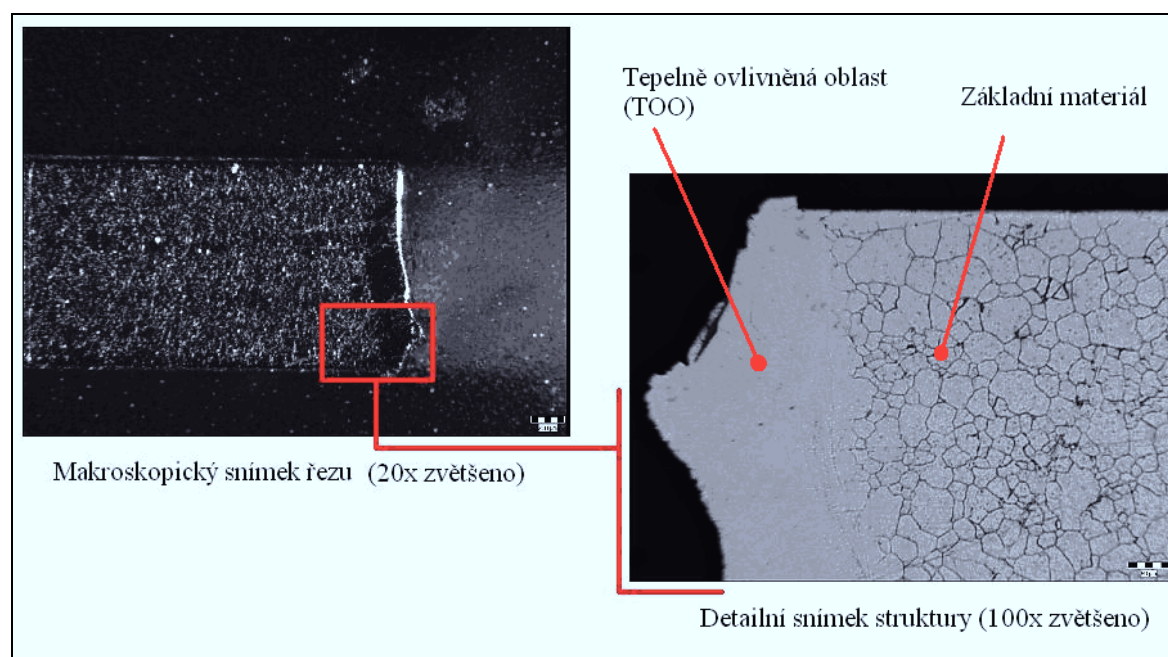 Tepelně ovlivněná oblast
(TOO)
Základní materiál
Makroskopický snímek řezu (20x zvětšeno)
Detailní snímek struktury (100x zvětšeno)